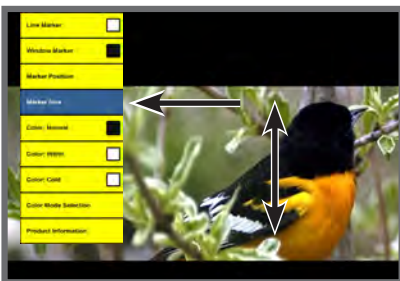 Line Marker
Window Marker
Marker Position
Marker Size
Color: Normal
Color: Warm
Color: Cold
Color Mode Selection
Product Information